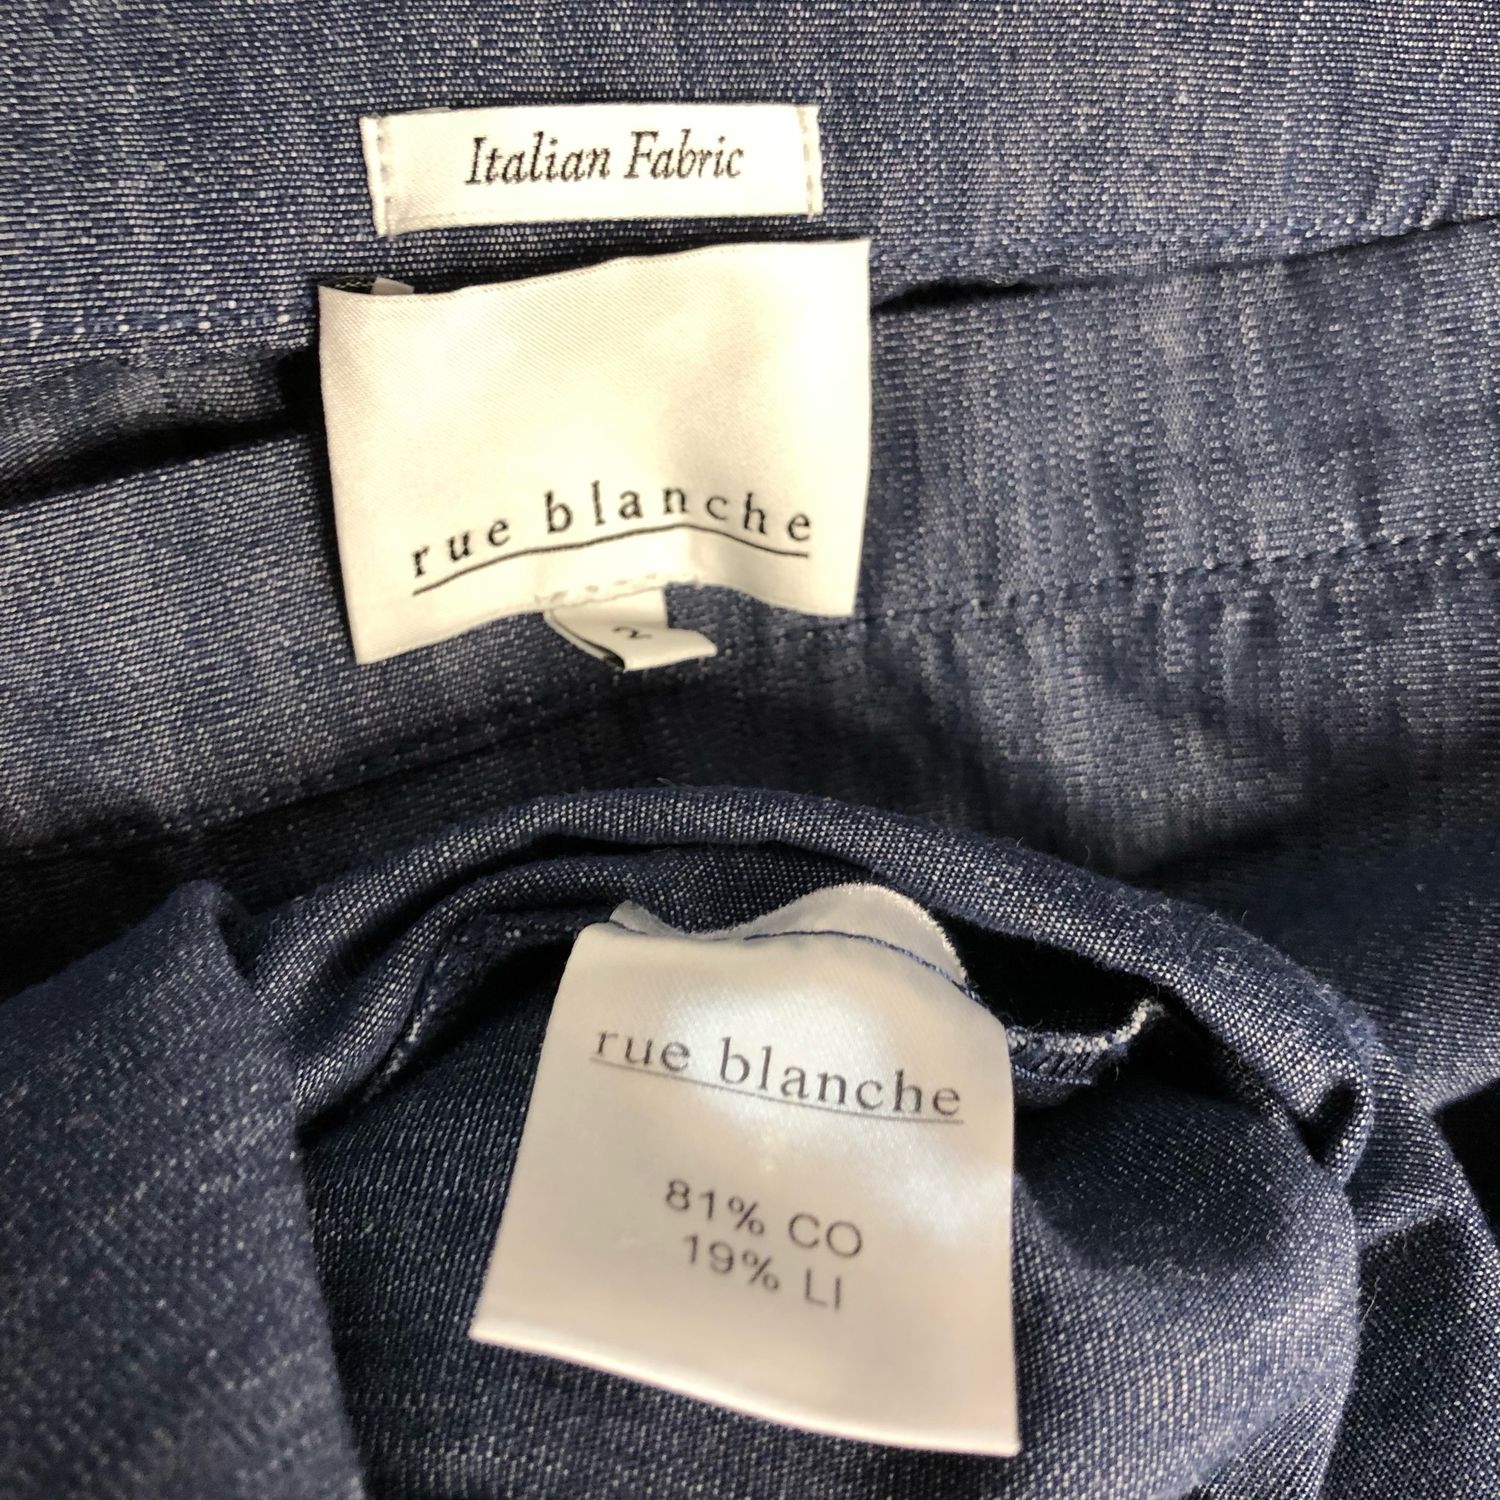 Italian Fabric
rue blanche
2
rue blanche
81% CO
19% LI